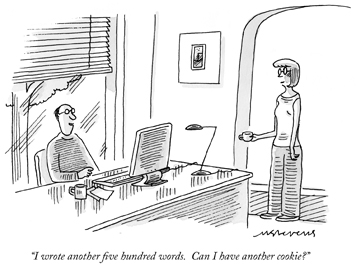 mstevens
"I wrote another five hundred words. Can I have another cookie?"